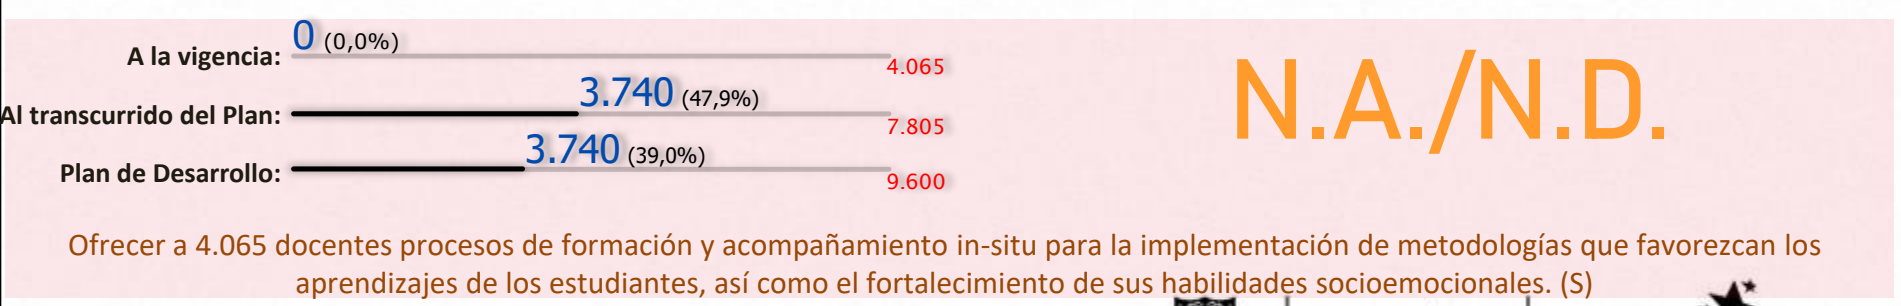 0 (0,0%)
A la vigencia:
4.065
3.740 (47,9%)
Al transcurrido del Plan:
7.805
3.740 (39,0%)
Plan de Desarrollo:
9.600
N.A./N.D.
Ofrecer a 4.065 docentes procesos de formación y acompañamiento in-situ para la implementación de metodologías que favorezcan los
aprendizajes de los estudiantes, así como el fortalecimiento de sus habilidades socioemocionales. (S)